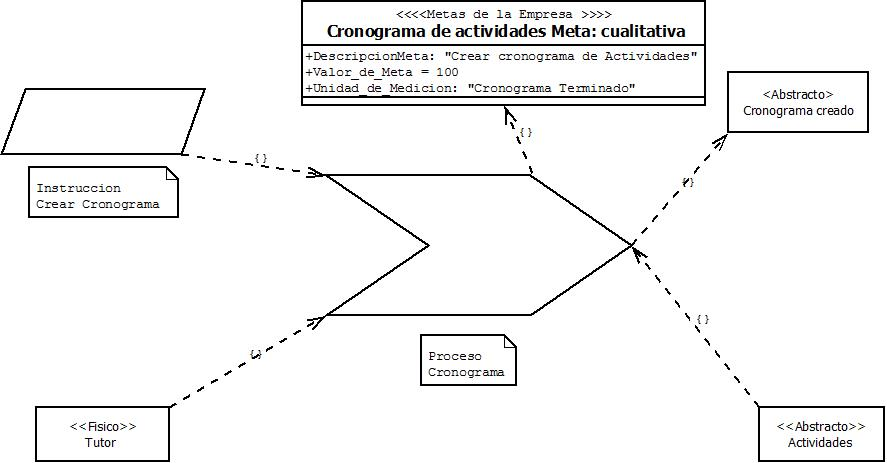 <<<<Metas de la Empresa >>>>
Cronograma de actividades Meta: cualitativa
+DescripcionMeta: "Crear cronograma de Actividades"
+Valor_de_Meta = 100
+Unidad_de_Medicion: "Cronograma Terminado"
<Abstracto>
Cronograma creado
{}
{}
{}
Instruccion
Crear Cronograma
{}
{}
Proceso
Cronograma
<<Fisico>>
Tutor
<<Abstracto>>
Actividades